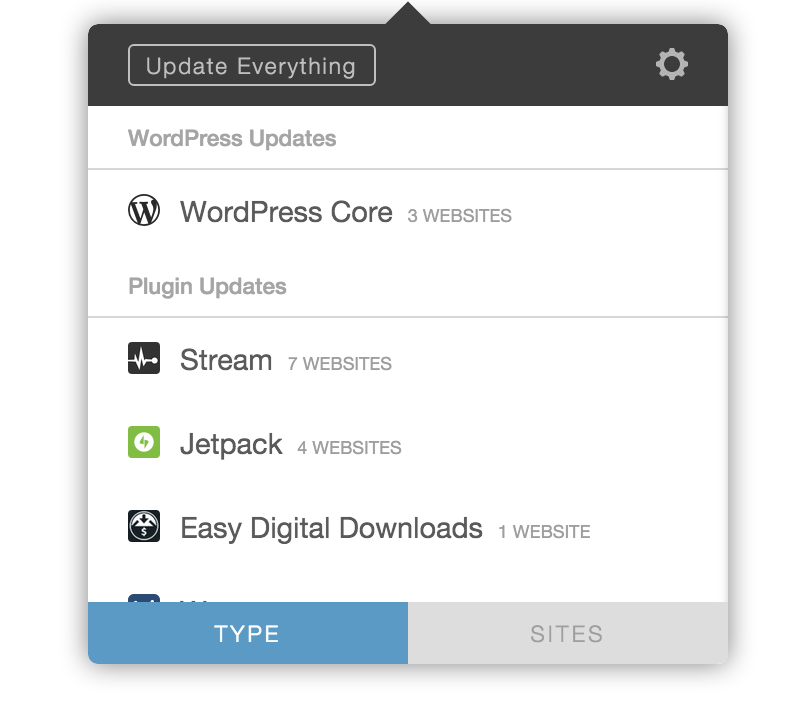 Update Everything
WordPress Updates
WordPress Core 3 WEBSITES
Plugin Updates
Stream 7 WEBSITES
Jetpack 4 WEBSITES
Easy Digital Downloads 1 WEBSITE
TYPE SITES